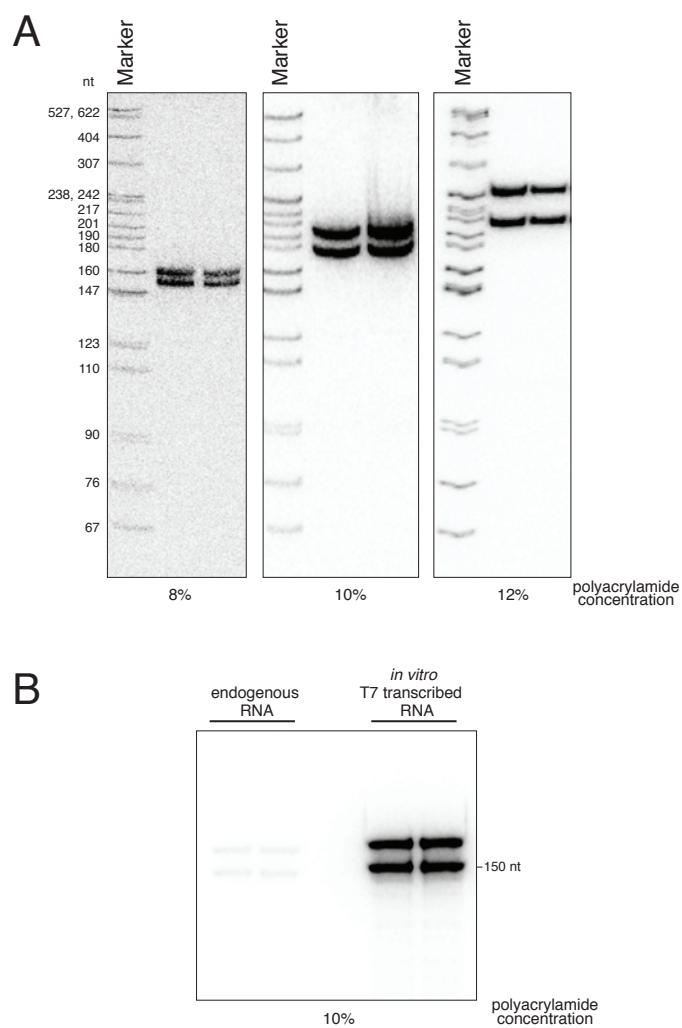 A
Marker
Marker
Marker
nt
527, 622
404
307
238, 242
217
201
190
180
160
147
123
110
90
76
67
8%
10%
12%
polyacrylamide
concentration
B
endogenous
RNA
in vitro
T7 transcribed
RNA
150 nt
10%
polyacrylamide
concentration